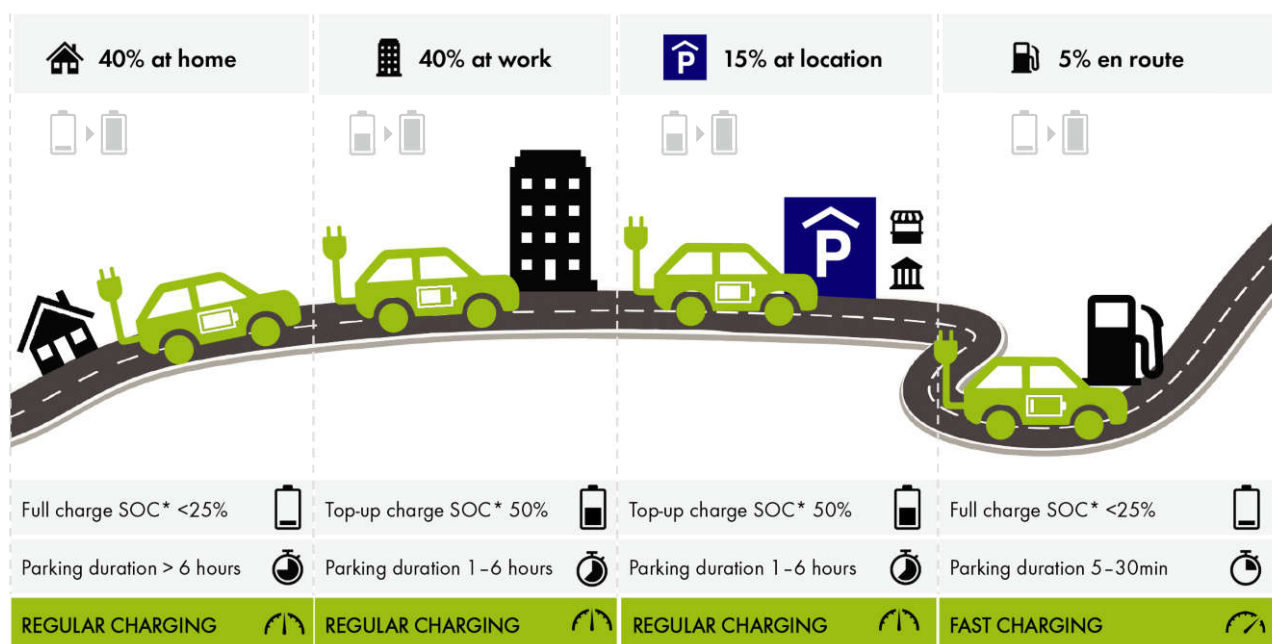 40% at home
40% at work
P
15% at location
5% en route
P
Full charge SOC* <25%
Top-up charge SOC* 50%
Top-up charge SOC* 50%
Full charge SOC* <25%
Parking duration > 6 hours
Parking duration 1–6 hours
Parking duration 1–6 hours
Parking duration 5–30min
REGULAR CHARGING
REGULAR CHARGING
REGULAR CHARGING
FAST CHARGING